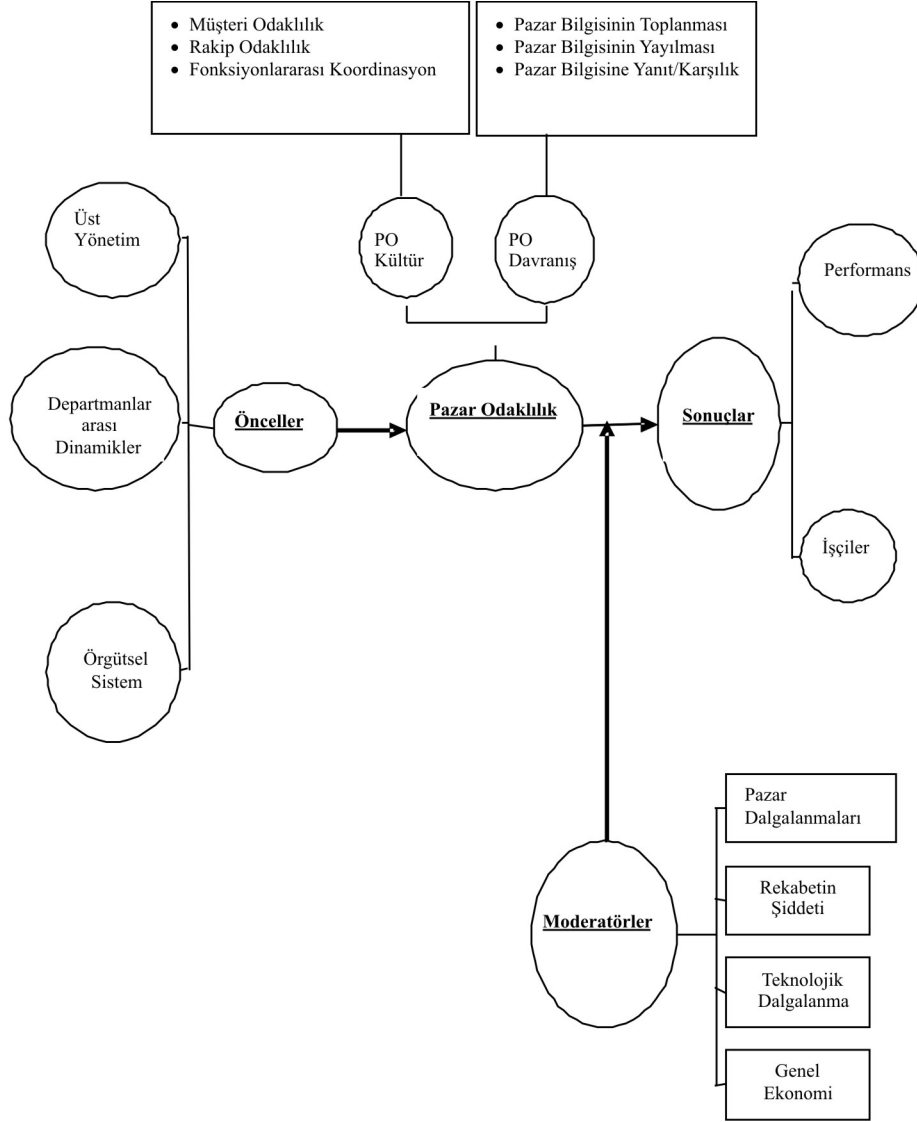 • Müşteri Odaklılık
• Rakip Odaklılık
• Fonksiyonlararası Koordinasyon
• Pazar Bilgisinin Toplanması
• Pazar Bilgisinin Yayılması
• Pazar Bilgisine Yanıt/Karşılık
Üst
Yönetim
PO
Kültür
PO
Davranış
Performans
Departmanlar
arası
Dinamikler
Önceller
Pazar Odaklılık
Sonuçlar
İşçiler
Örgütsel
Sistem
Moderatörler
Pazar
Dalgalanmaları
Rekabetin
Şiddeti
Teknolojik
Dalgalanma
Genel
Ekonomi